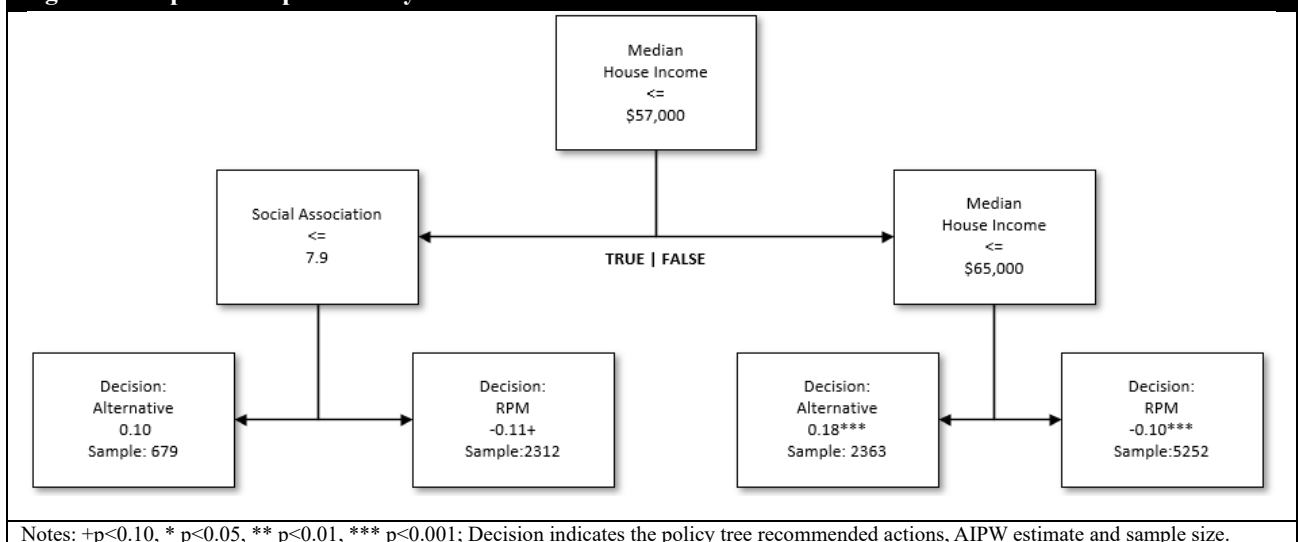 Median
House Income
<=
$57,000
Social Association
<=
7.9
Median
House Income
<=
$65,000
TRUE | FALSE
Decision:
Alternative
0.10
Sample: 679
Decision:
RPM
-0.11+
Sample:2312
Decision:
Alternative
0.18***
Sample: 2363
Decision:
RPM
-0.10***
Sample:5252
Notes: +p<0.10, * p<0.05, ** p<0.01, *** p<0.001; Decision indicates the policy tree recommended actions, AIPW estimate and sample size.